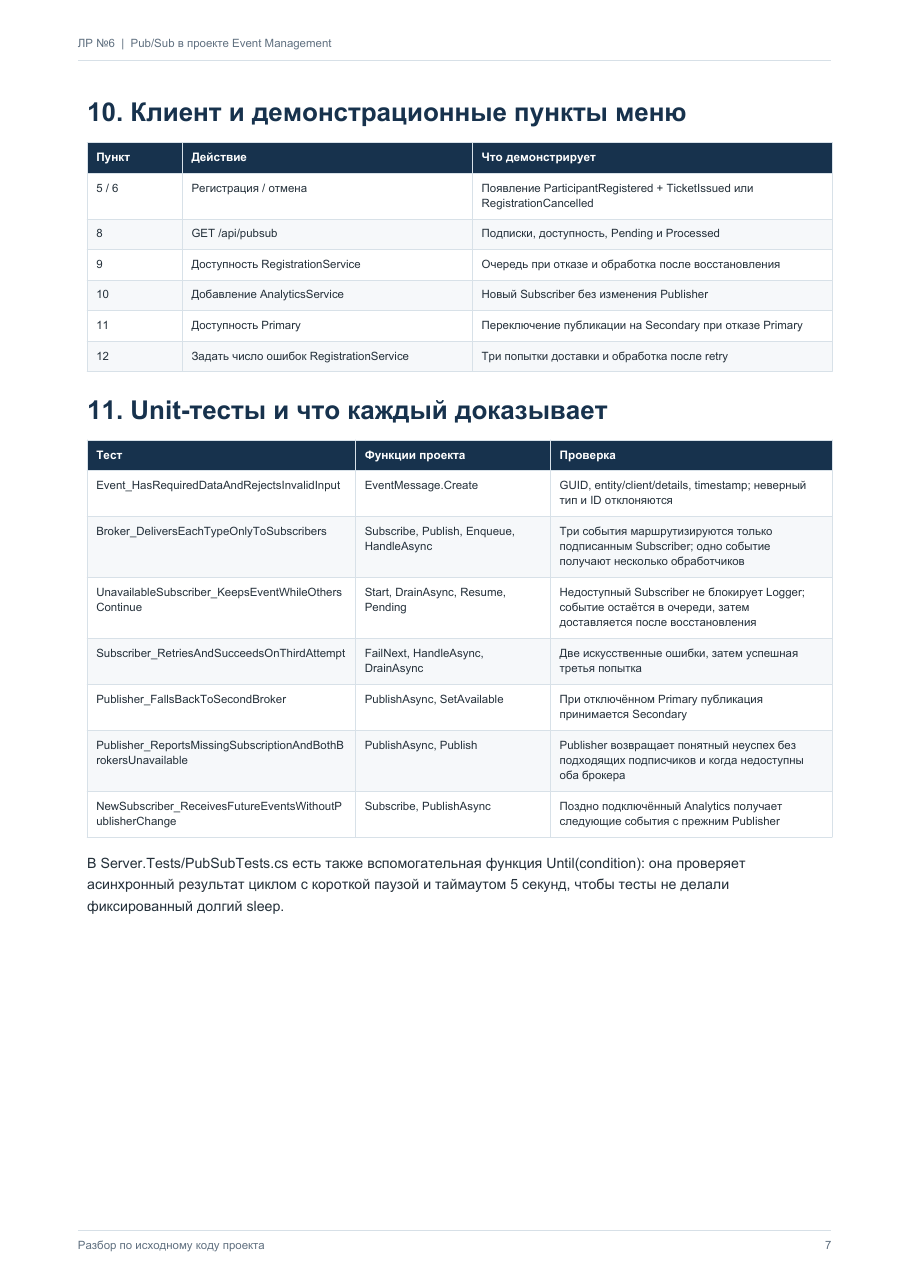 ЛР №6 | Pub/Sub в проекте Event Management
10. Клиент и демонстрационные пункты меню
Пункт Действие Что демонстрирует
5 / 6 Регистрация / отмена Появление ParticipantRegistered + TicketIssued или
RegistrationCancelled
8 GET /api/pubsub Подписки, доступность, Pending и Processed
9 Доступность RegistrationService Очередь при отказе и обработка после восстановления
10 Добавление AnalyticsService Новый Subscriber без изменения Publisher
11 Доступность Primary Переключение публикации на Secondary при отказе Primary
12 Задать число ошибок RegistrationService Три попытки доставки и обработка после retry
11. Unit-тесты и что каждый доказывает
Тест Функции проекта Проверка
Event_HasRequiredDataAndRejectsInvalidInput EventMessage.Create GUID, entity/client/details, timestamp; неверный
тип и ID отклоняются
Broker_DeliversEachTypeOnlyToSubscribers Subscribe, Publish, Enqueue, Три события маршрутизируются только
HandleAsync подписанным Subscriber; одно событие
получают несколько обработчиков
UnavailableSubscriber_KeepsEventWhileOthers Start, DrainAsync, Resume, Недоступный Subscriber не блокирует Logger;
Continue Pending событие остаётся в очереди, затем
доставляется после восстановления
Subscriber_RetriesAndSucceedsOnThirdAttempt FailNext, HandleAsync, Две искусственные ошибки, затем успешная
DrainAsync третья попытка
Publisher_FallsBackToSecondBroker PublishAsync, SetAvailable При отключённом Primary публикация
принимается Secondary
Publisher_ReportsMissingSubscriptionAndBothB PublishAsync, Publish Publisher возвращает понятный неуспех без
rokersUnavailable подходящих подписчиков и когда недоступны
оба брокера
NewSubscriber_ReceivesFutureEventsWithoutP Subscribe, PublishAsync Поздно подключённый Analytics получает
ublisherChange следующие события с прежним Publisher
В Server.Tests/PubSubTests.cs есть также вспомогательная функция Until(condition): она проверяет
асинхронный результат циклом с короткой паузой и таймаутом 5 секунд, чтобы тесты не делали
фиксированный долгий sleep.
Разбор по исходному коду проекта 7